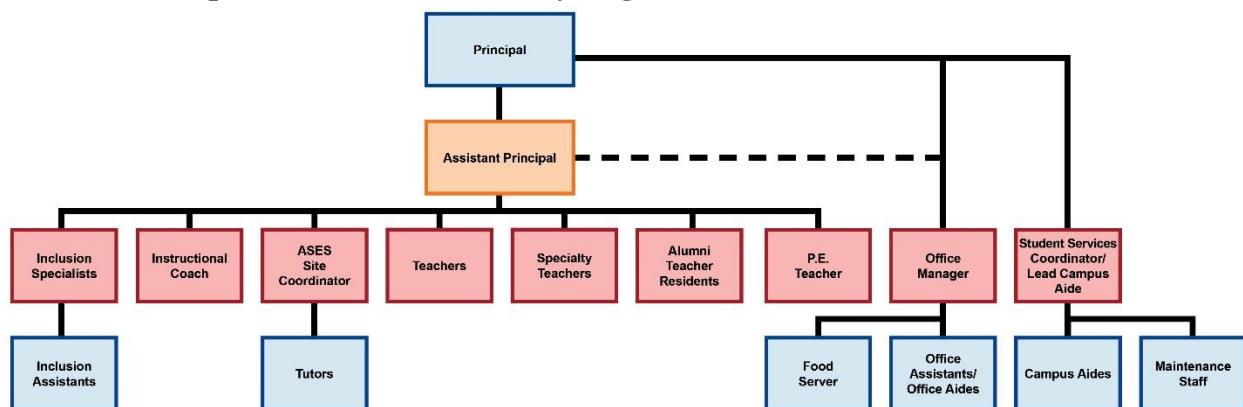 Principal
Assistant Principal
Inclusion
Specialists
Instructional
Coach
ASES
Site
Coordinator
Teachers
Specialty
Teachers
Alumni
Teacher
Residents
P.E.
Teacher
Office
Manager
Student Services
Coordinator/
Lead Campus
Aide
Inclusion
Assistants
Tutors
Food
Server
Office
Assistants/
Office Aides
Campus Aides
Maintenance
Staff